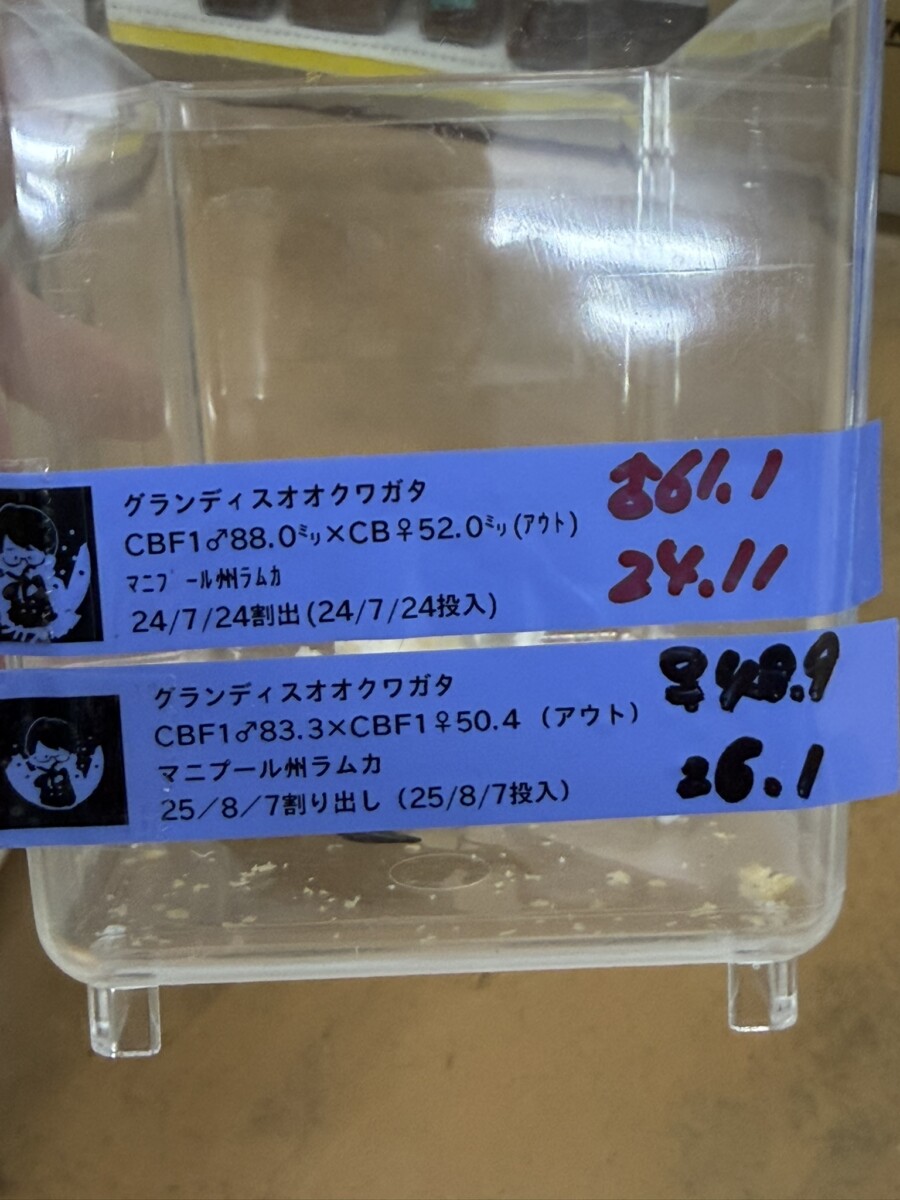 グランディスオオクワガタ
CBF1♂88.0㍉×CB♀52.0㍉(アウト)
マニプール州ラムカ
24/7/24割出(24/7/24投入)
♂61.1
24.11
グランディスオオクワガタ
CBF1♂83.3×CBF1♀50.4（アウト）
マニプール州ラムカ
25／8／7割り出し（25/8/7投入）
♀48.9
26.1